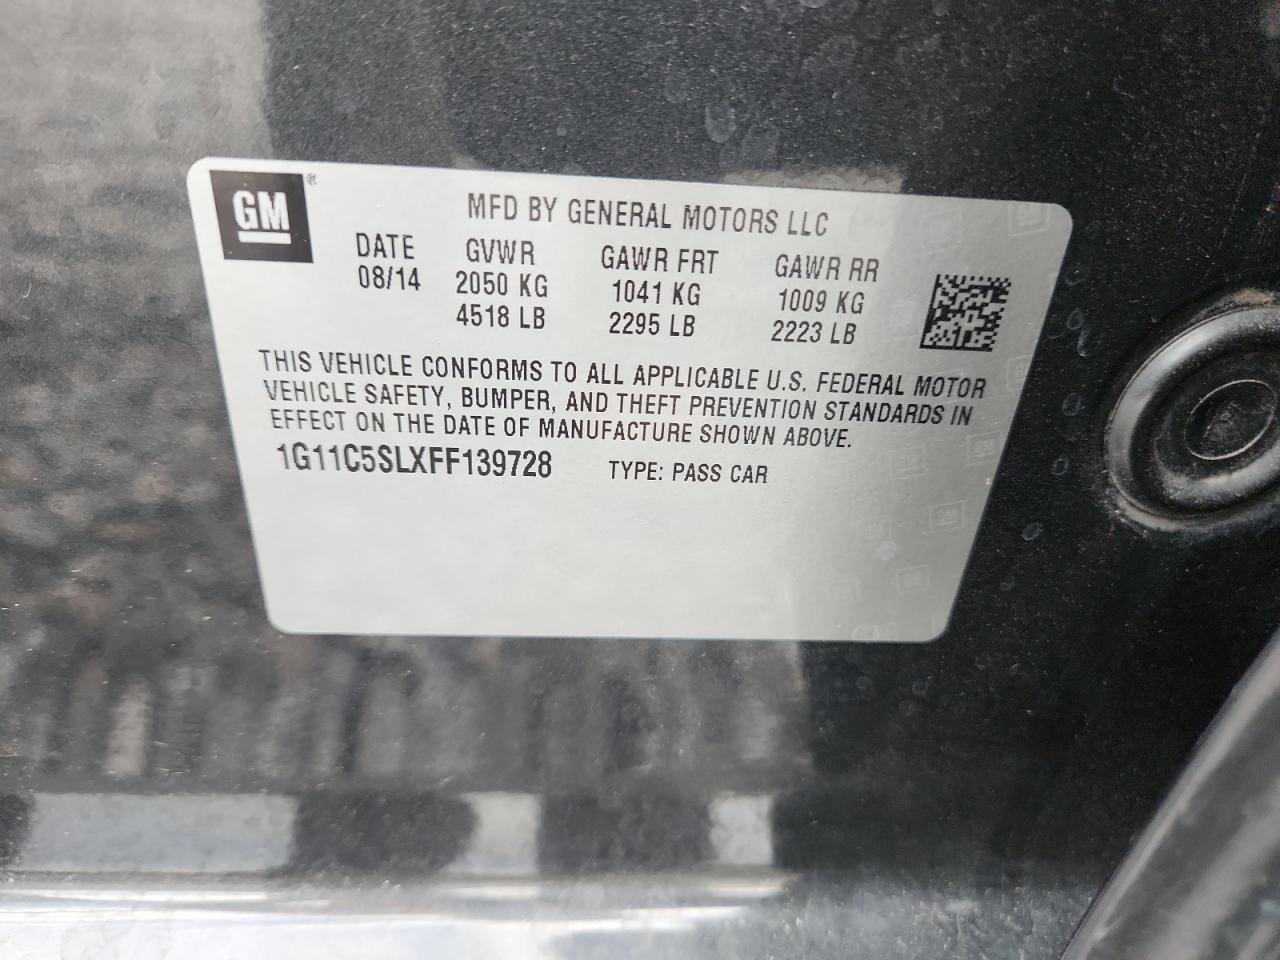 GM®
MFD BY GENERAL MOTORS LLC
DATE GVWR GAWR FRT GAWR RR
08/14 2050 KG 1041 KG 1009 KG
4518 LB 2295 LB 2223 LB
THIS VEHICLE CONFORMS TO ALL APPLICABLE U.S. FEDERAL MOTOR
VEHICLE SAFETY, BUMPER, AND THEFT PREVENTION STANDARDS IN
EFFECT ON THE DATE OF MANUFACTURE SHOWN ABOVE.
1G11C5SLXFF139728 TYPE: PASS CAR